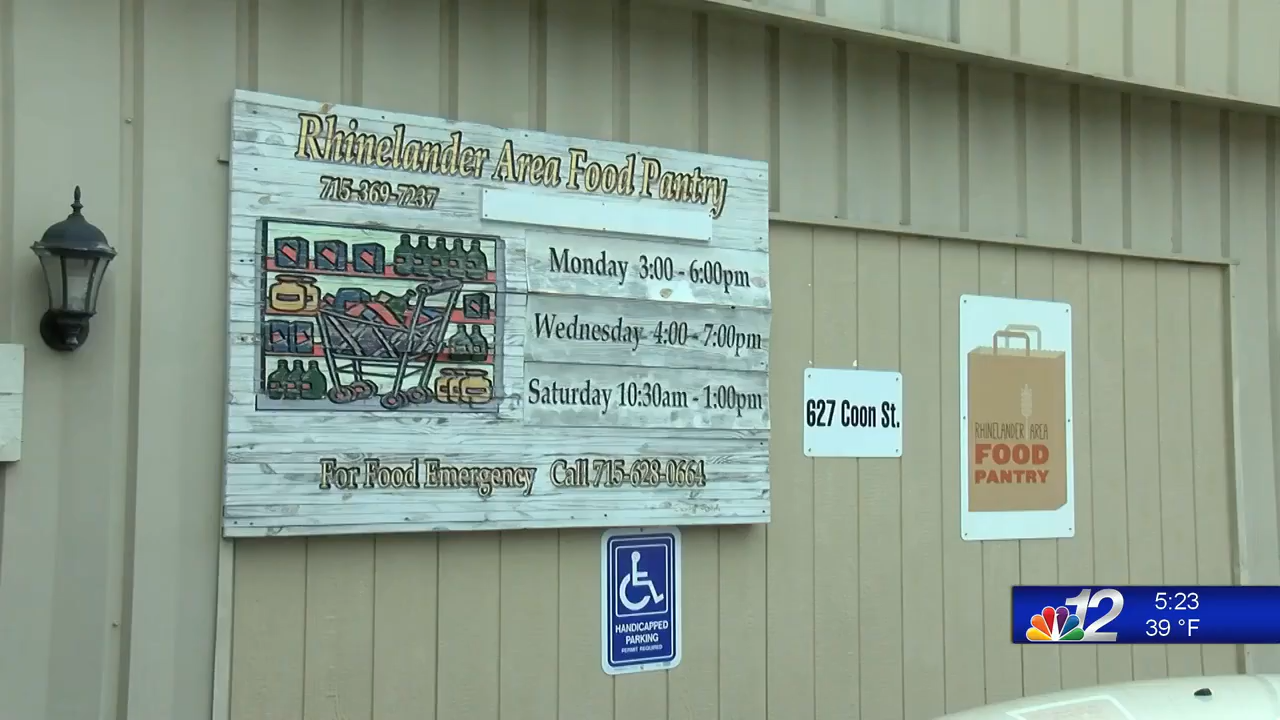 Rhinelander Area Food Pantry
715-369-7237
Monday 3:00 - 6:00pm
Wednesday 4:00 - 7:00pm
Saturday 10:30am - 1:00pm
For Food Emergency Call 715-628-0664
627 Coon St.
RHINELANDER AREA
FOOD
PANTRY
HANDICAPPED
PARKING
PERMIT REQUIRED
12
5:23
39 °F